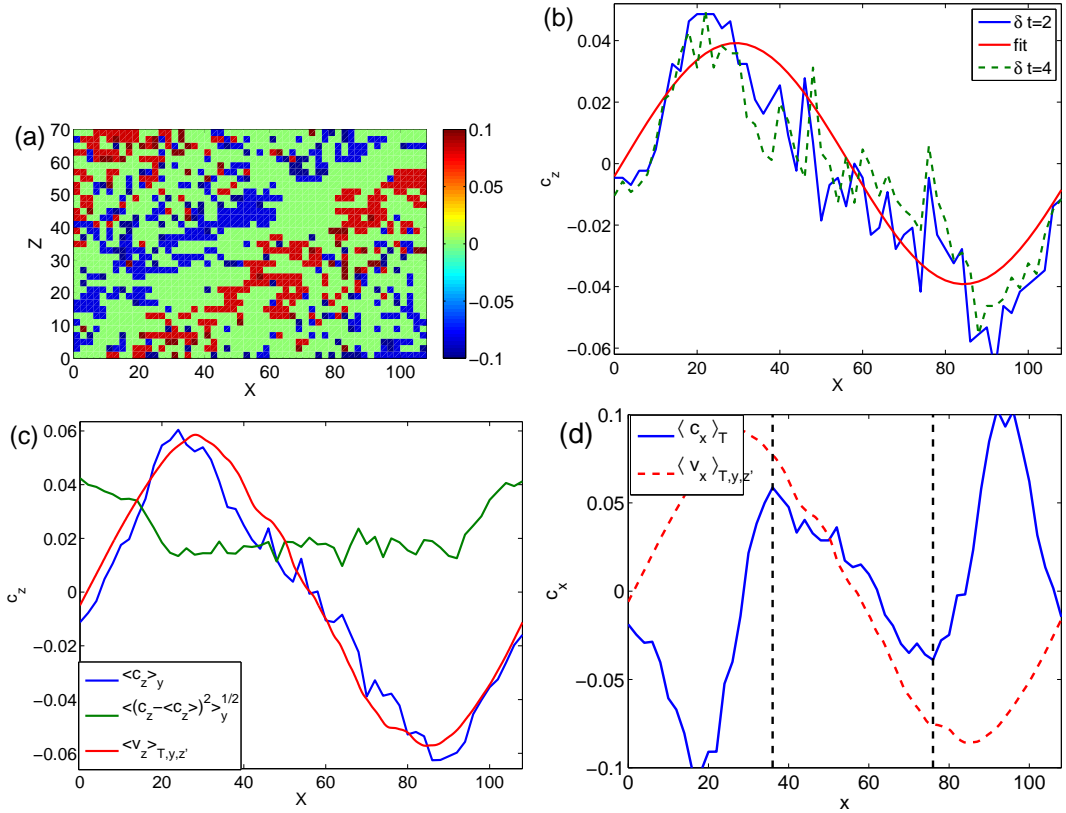 (a)
70
60
50
40
30
20
10
0
Z
0 20 40 60 80 100
X
0.1
0.05
0
−0.05
−0.1
(b)
0.04
0.02
0
−0.02
−0.04
−0.06
c_z
0 20 40 60 80 100
X
δ t=2
fit
δ t=4
(c)
0.06
0.04
0.02
0
−0.02
−0.04
−0.06
c_z
0 20 40 60 80 100
X
<c_z>_y
<(c_z−<c_z>)^2>_y^1/2
<v_z>_T,y,z'
(d)
0.1
0.05
0
−0.05
−0.1
c_x
0 20 40 60 80 100
x
⟨ c_x ⟩_T
⟨ v_x ⟩_T,y,z'